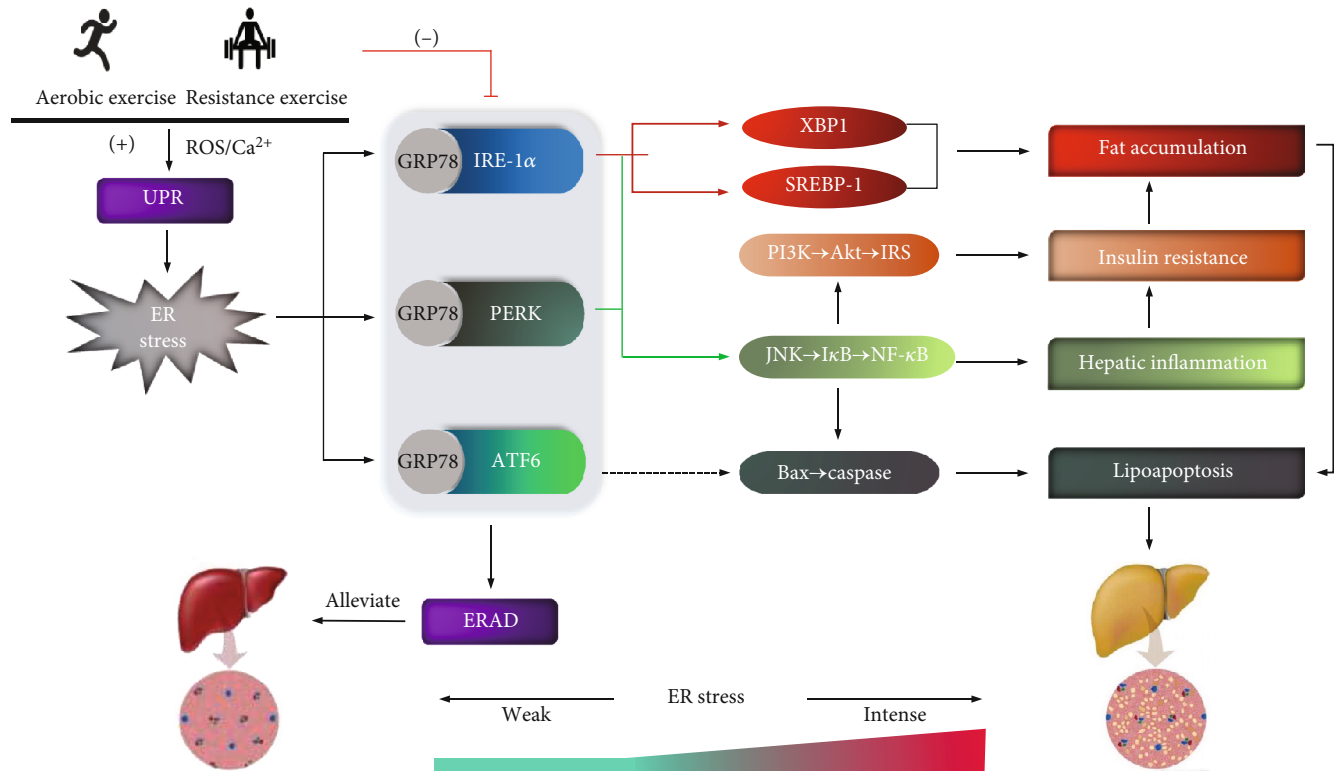 (–)
Aerobic exercise
Resistance exercise
(+)
ROS/Ca²⁺
UPR
ER
stress
GRP78
IRE-1α
GRP78
PERK
GRP78
ATF6
XBP1
SREBP-1
PI3K→Akt→IRS
JNK→IκB→NF-κB
Bax→caspase
Fat accumulation
Insulin resistance
Hepatic inflammation
Lipoapoptosis
Alleviate
ERAD
ER stress
Weak
Intense